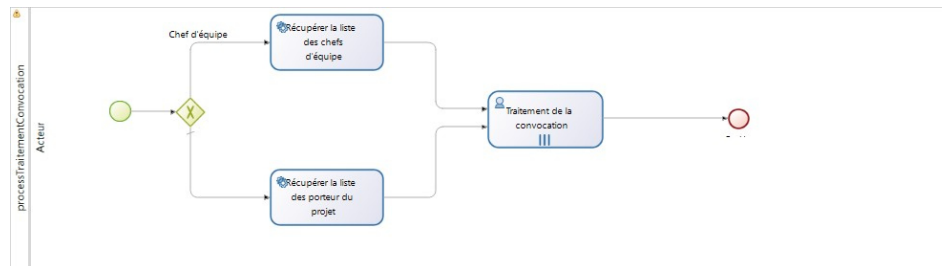 processTraitementConvocation
Acteur
Chef d'équipe
Récupérer la liste
des chefs
d'équipe
Traitement de la
convocation
Récupérer la liste
des porteur du
projet